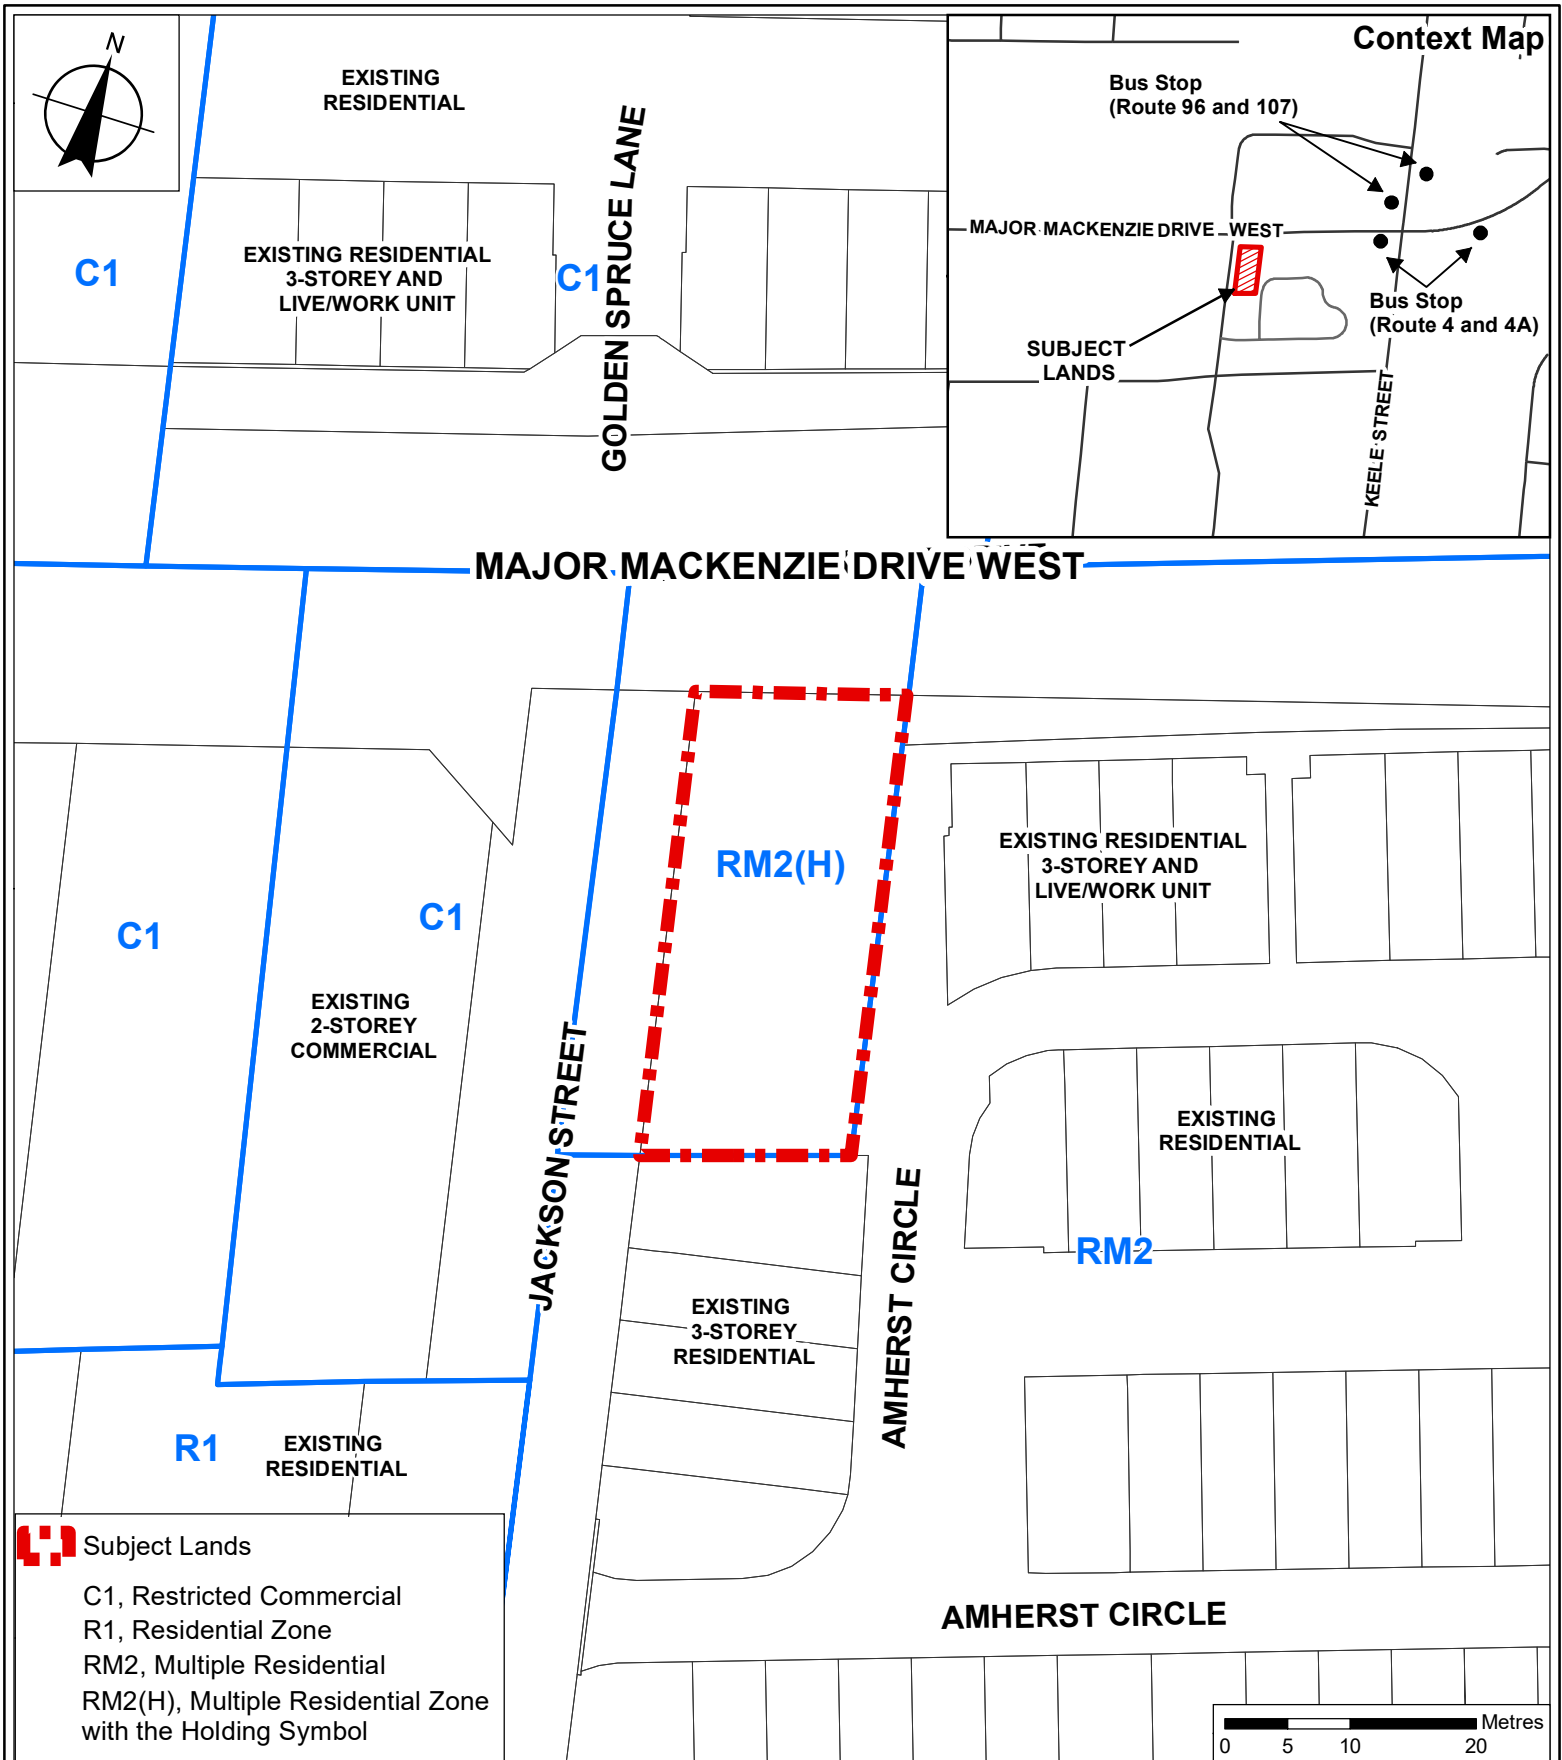 N
EXISTING
RESIDENTIAL
Context Map
Bus Stop
(Route 96 and 107)
MAJOR MACKENZIE DRIVE WEST
Bus Stop
(Route 4 and 4A)
SUBJECT
LANDS
KEELE STREET
C1
EXISTING RESIDENTIAL
3-STOREY AND
LIVE/WORK UNIT
C1
GOLDEN SPRUCE LANE
MAJOR MACKENZIE DRIVE WEST
RM2(H)
EXISTING RESIDENTIAL
3-STOREY AND
LIVE/WORK UNIT
C1
C1
EXISTING
2-STOREY
COMMERCIAL
JACKSON STREET
EXISTING
RESIDENTIAL
RM2
AMHERST CIRCLE
EXISTING
3-STOREY
RESIDENTIAL
R1
EXISTING
RESIDENTIAL
AMHERST CIRCLE
Subject Lands
C1, Restricted Commercial
R1, Residential Zone
RM2, Multiple Residential
RM2(H), Multiple Residential Zone
with the Holding Symbol
Metres
0 5 10 20